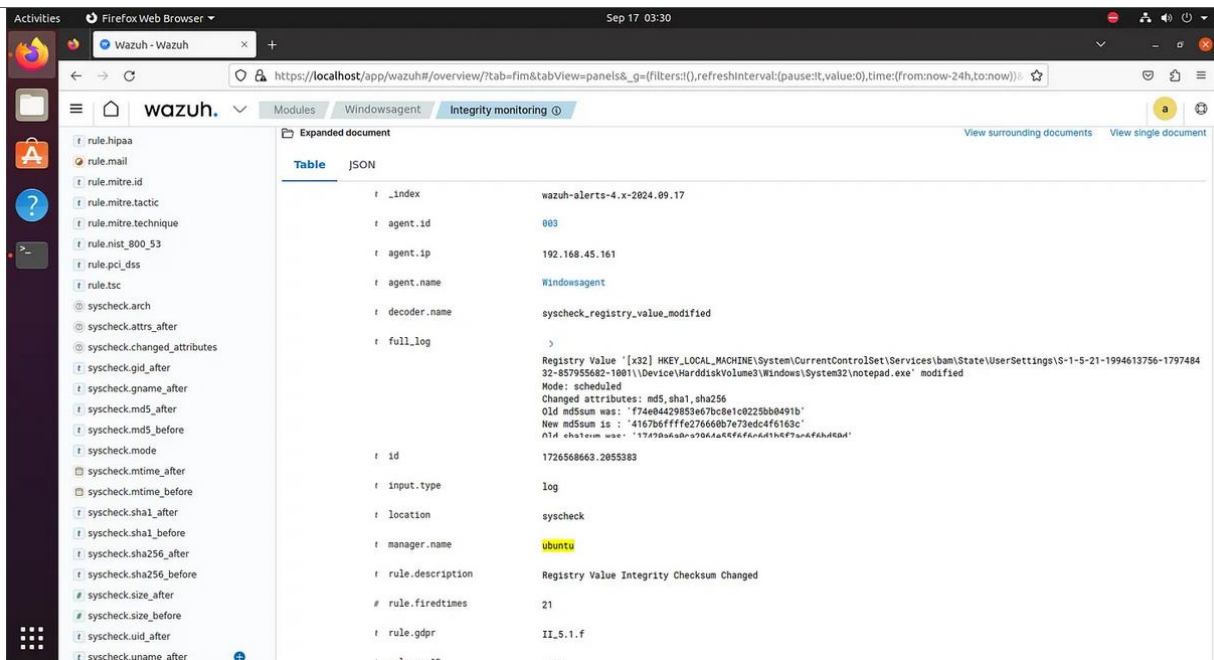 Activities
Firefox Web Browser
Sep 17 03:30
Wazuh - Wazuh
https://localhost/app/wazuh#/overview/?tab=fim&tabView=panels&_g=(filters:!(),refreshInterval:(pause:!t,value:0),time:(from:now-24h,to:now))
wazuh.
Modules
Windowsagent
Integrity monitoring
a
Expanded document
View surrounding documents
View single document
Table
JSON
t rule.hipaa
rule.mail
t rule.mitre.id
t rule.mitre.tactic
t rule.mitre.technique
t rule.nist_800_53
t rule.pci_dss
t rule.tsc
syscheck.arch
syscheck.attrs_after
syscheck.changed_attributes
t syscheck.gid_after
t syscheck.gname_after
t syscheck.md5_after
t syscheck.md5_before
t syscheck.mode
syscheck.mtime_after
syscheck.mtime_before
t syscheck.sha1_after
t syscheck.sha1_before
t syscheck.sha256_after
t syscheck.sha256_before
# syscheck.size_after
# syscheck.size_before
t syscheck.uid_after
t syscheck.uname_after
t _index wazuh-alerts-4.x-2024.09.17
t agent.id 003
t agent.ip 192.168.45.161
t agent.name Windowsagent
t decoder.name syscheck_registry_value_modified
t full_log
Registry Value '[x32] HKEY_LOCAL_MACHINE\System\CurrentControlSet\Services\bam\State\UserSettings\S-1-5-21-1994613756-1797484
32-857955682-1001\\Device\HarddiskVolume3\Windows\System32\notepad.exe' modified
Mode: scheduled
Changed attributes: md5,sha1,sha256
Old md5sum was: 'f74e04429853e67bc8e1c0225bb0491b'
New md5sum is : '4167b6ffffe276660b7e73edc4f6163c'
Old sha1sum was:
t id 1726568663.2055383
t input.type log
t location syscheck
t manager.name ubuntu
t rule.description Registry Value Integrity Checksum Changed
# rule.firedtimes 21
t rule.gdpr II_5.1.f